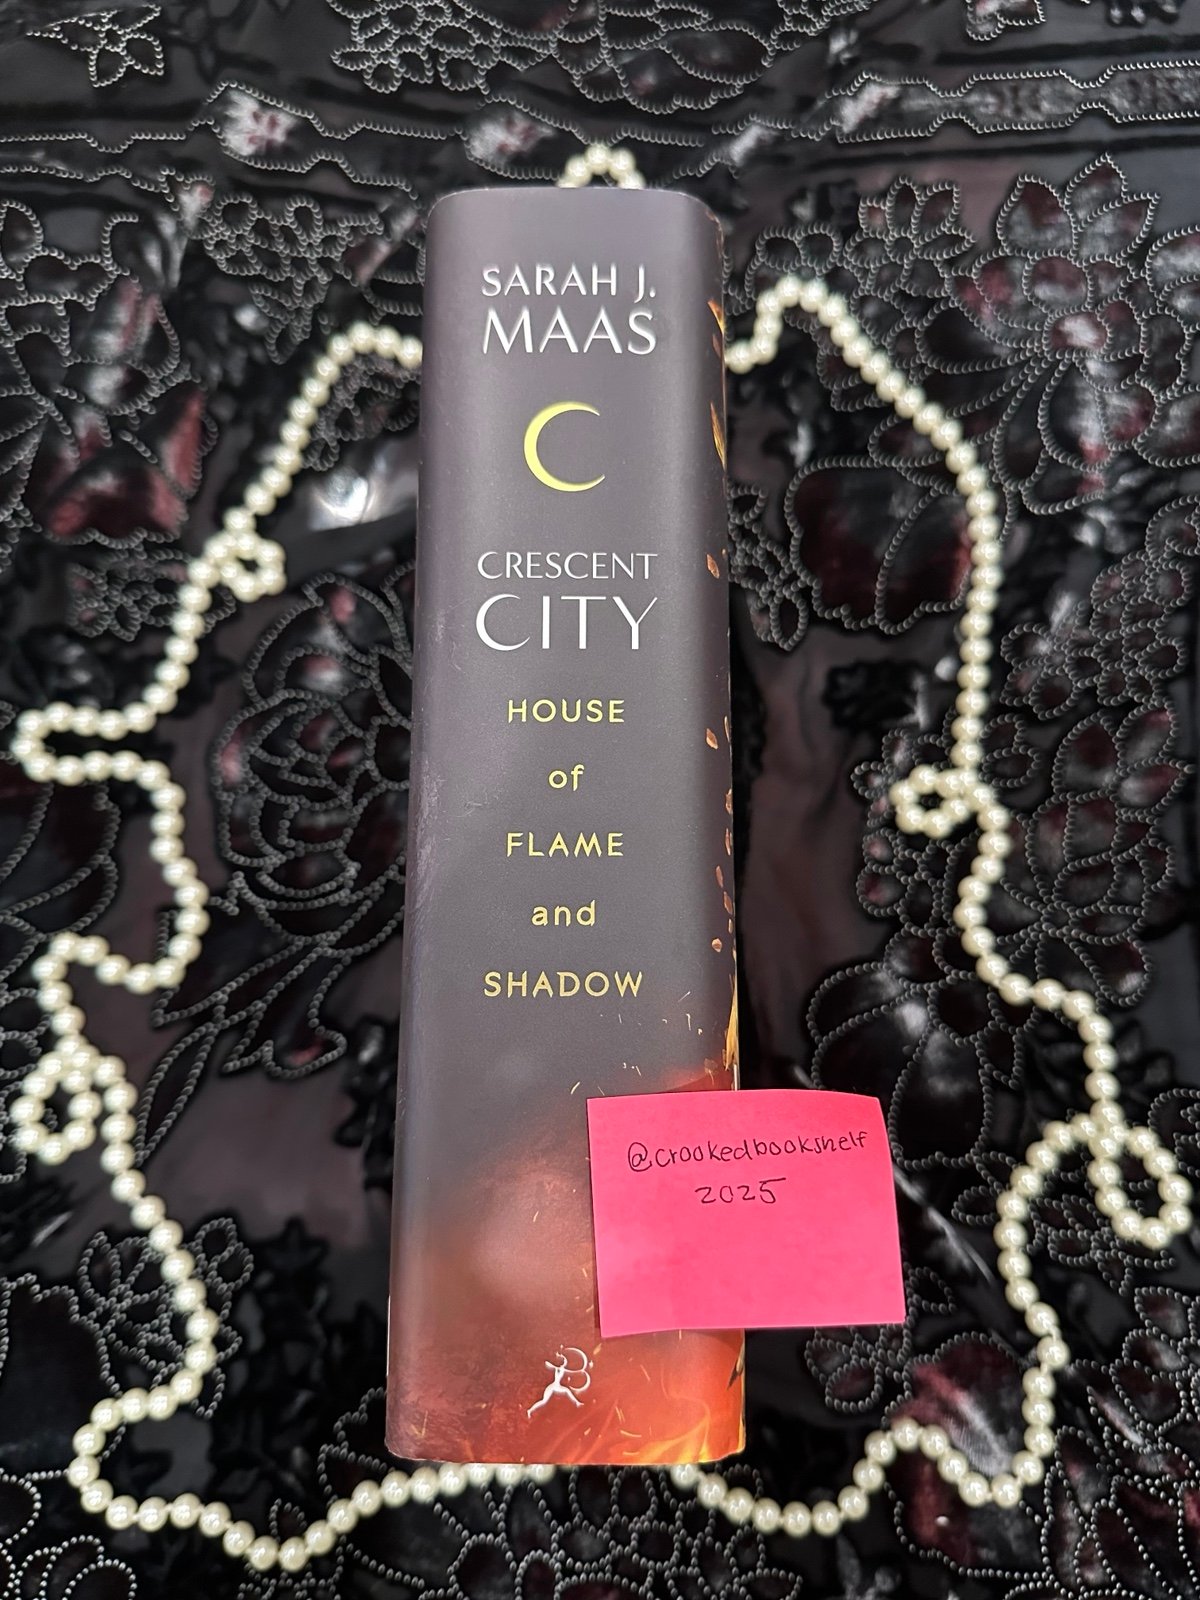 SARAH J.
MAAS
CRESCENT
CITY
HOUSE
of
FLAME
and
SHADOW
@crookedbookshelf
2025